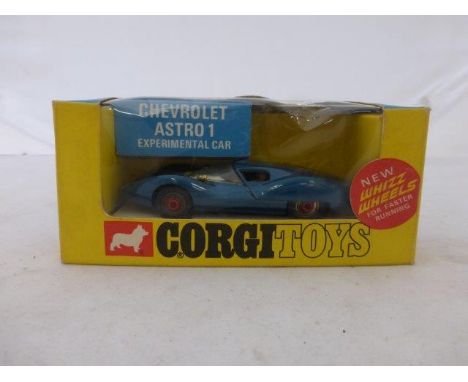 CHEVROLET
ASTRO 1
EXPERIMENTAL CAR
NEW
WHIZZ
WHEELS
FOR FASTER
RUNNING
CORGI TOYS
®